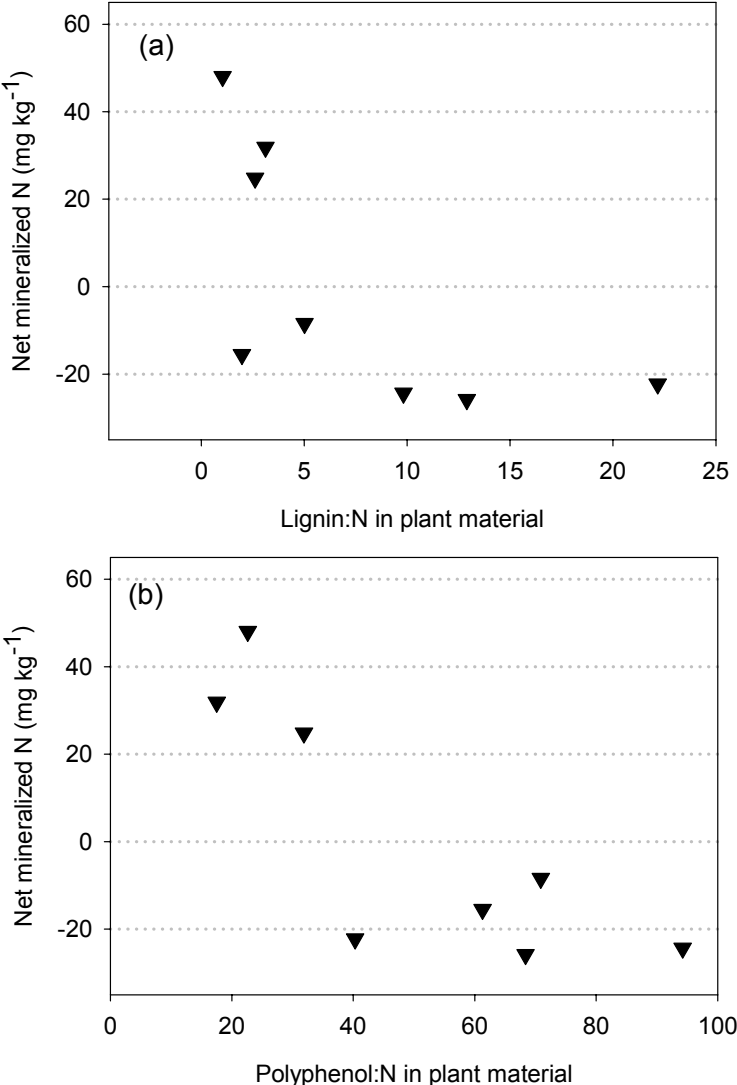 (a)
Net mineralized N (mg kg⁻¹)
60
40
20
0
-20
0 5 10 15 20 25
Lignin:N in plant material
(b)
Net mineralized N (mg kg⁻¹)
60
40
20
0
-20
0 20 40 60 80 100
Polyphenol:N in plant material